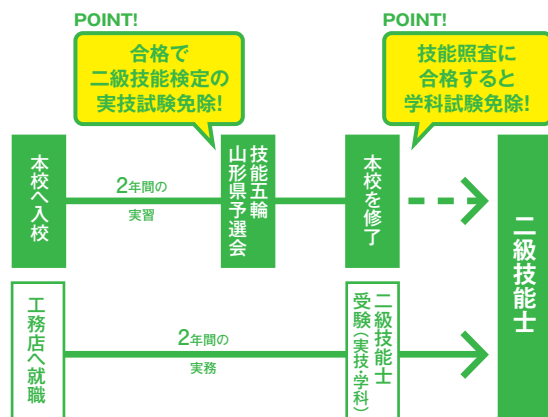 POINT!
合格で
二級技能検定の
実技試験免除!
POINT!
技能照査に
合格すると
学科試験免除!
本校へ入校
2年間の
実習
技能五輪
山形県予選会
本校を修了
二級技能士
工務店へ就職
2年間の
実務
二級技能士
受験(実技・学科)